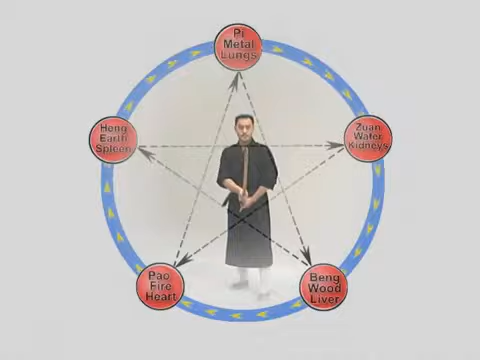 Pi
Metal
Lungs
Heng
Earth
Spleen
Zuan
Water
Kidneys
Pao
Fire
Heart
Beng
Wood
Liver